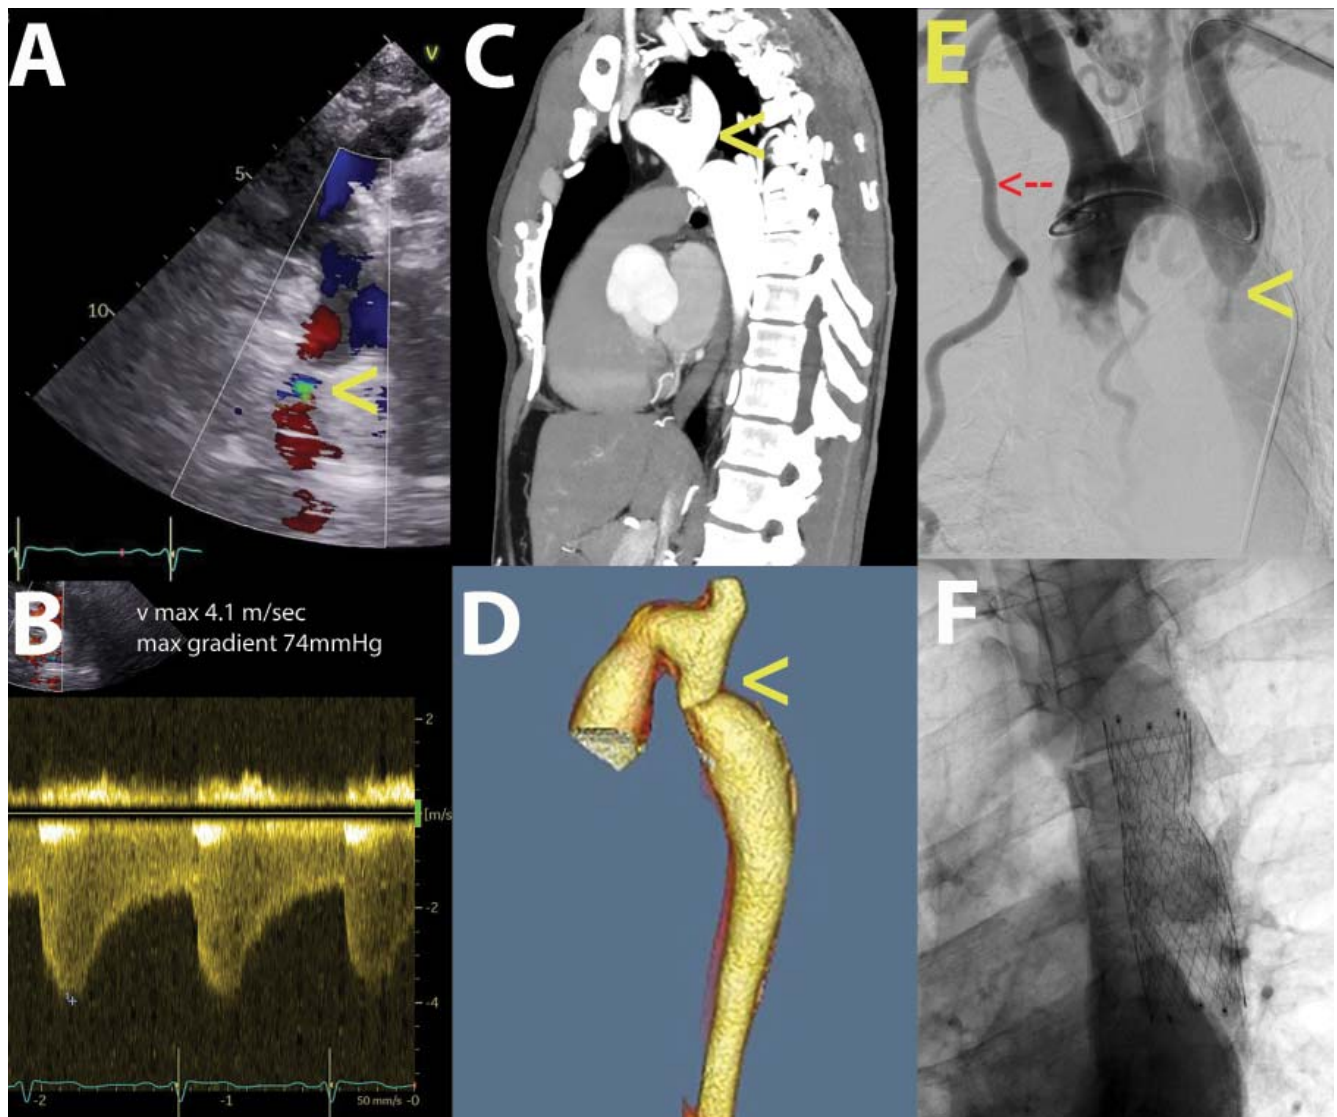 A
V
5
10
<
B
v max 4.1 m/sec
max gradient 74mmHg
2
[m/s
-2
-4
-2
-1
50 mm/s
-0
C
<
D
<
E
<--
<
F